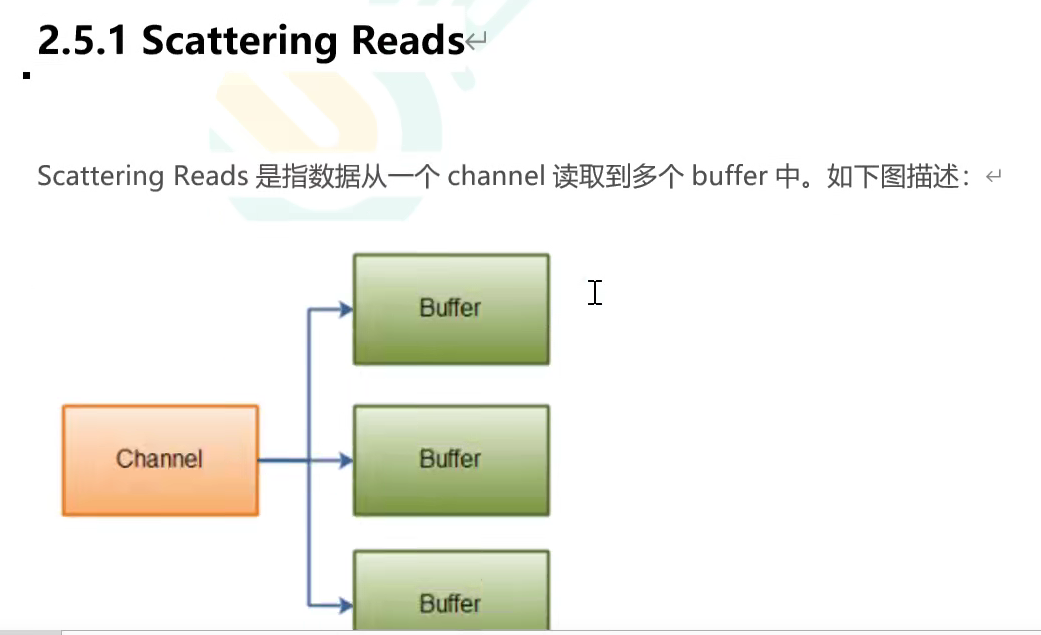 2.5.1 Scattering Reads
Scattering Reads 是指数据从一个 channel 读取到多个 buffer 中。如下图描述：
Buffer
Channel
Buffer
Buffer